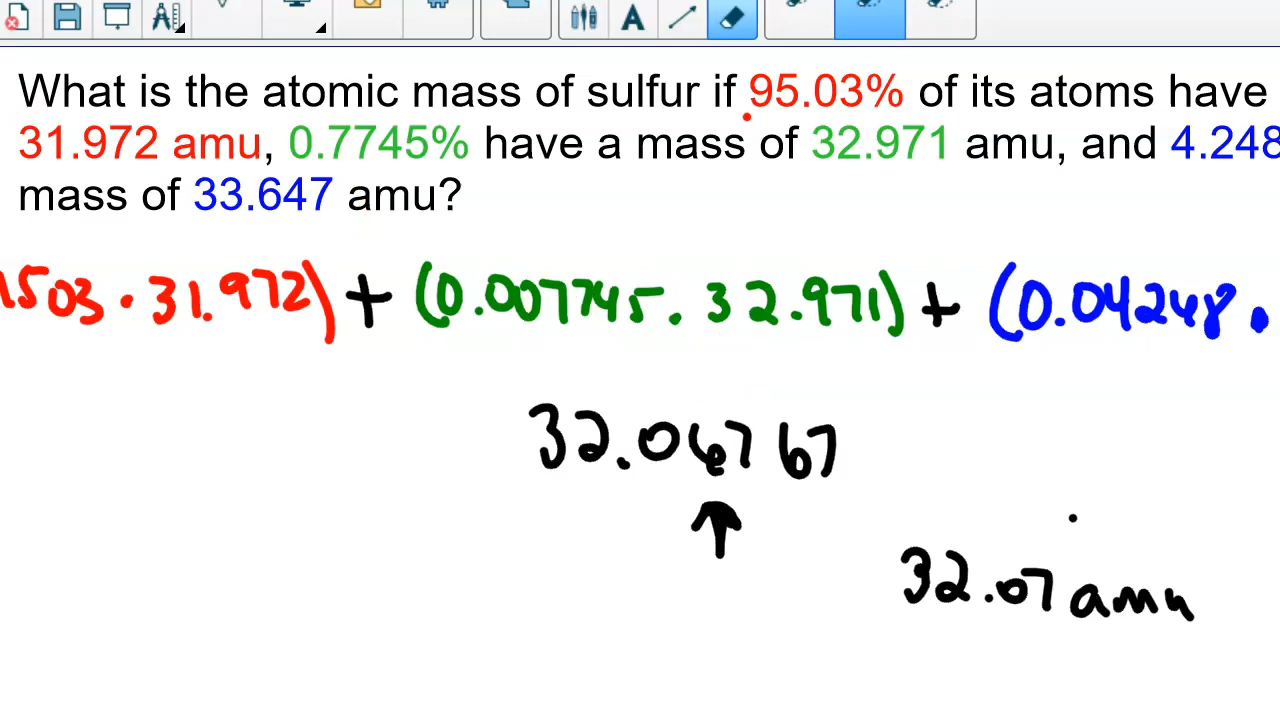 What is the atomic mass of sulfur if 95.03% of its atoms have
31.972 amu, 0.7745% have a mass of 32.971 amu, and 4.248
mass of 33.647 amu?
503 · 31.972) + (0.007745 · 32.971) + (0.04248 ·
32.06767
32.07 amu